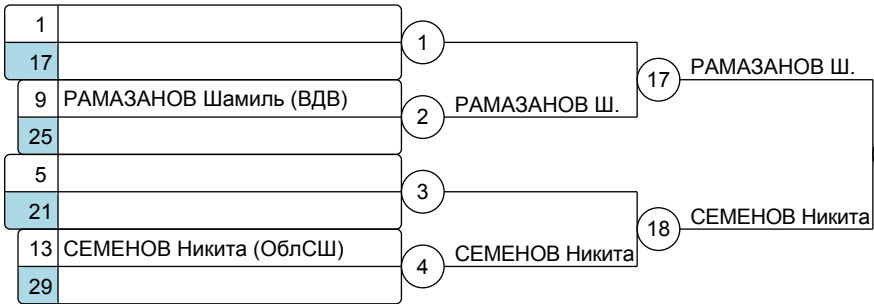 1
17
1
9 РАМАЗАНОВ Шамиль (ВДВ)
25
2
РАМАЗАНОВ Ш.
17
РАМАЗАНОВ Ш.
5
21
3
13 СЕМЕНОВ Никита (ОблСШ)
29
4
СЕМЕНОВ Никита
18
СЕМЕНОВ Никита